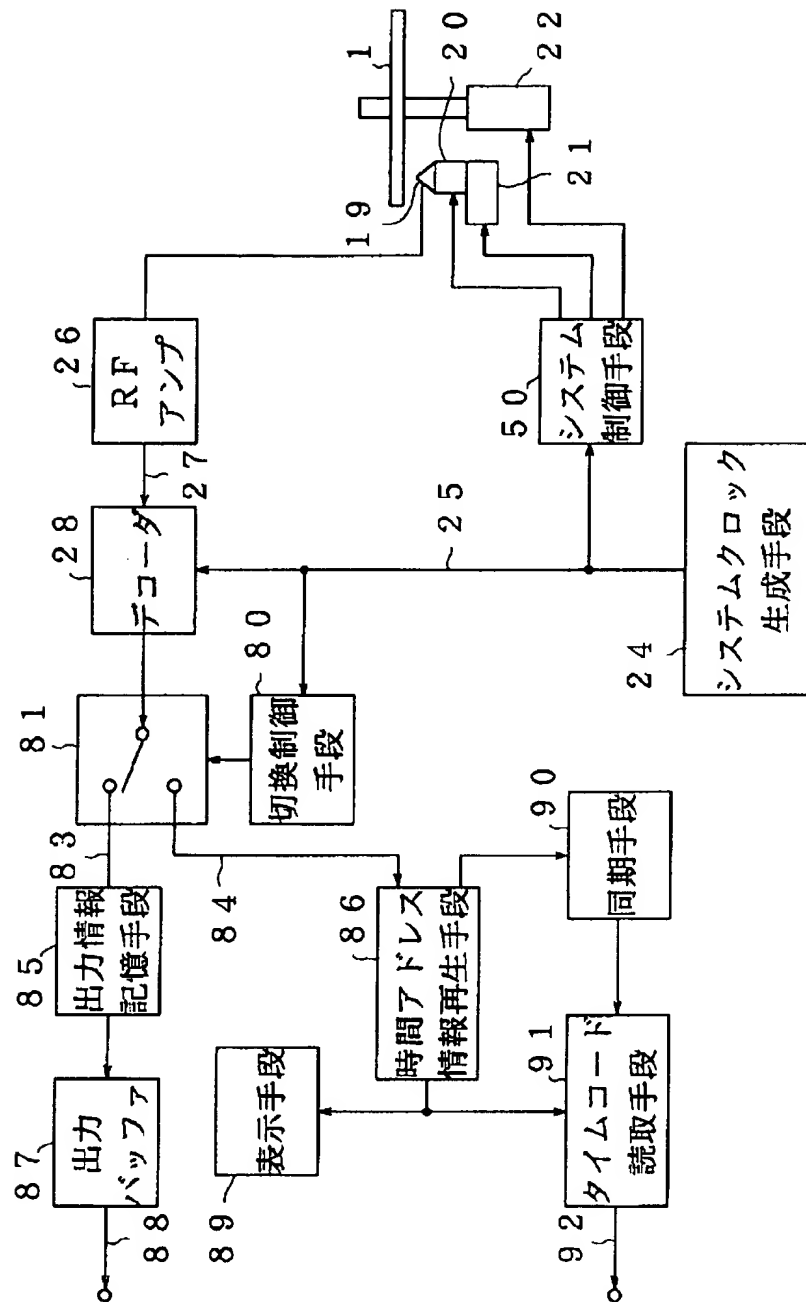 1
20
22
19
21
26
RF
アンプ
27
50
システム
制御手段
28
デコーダ
25
24
システムクロック
生成手段
81
80
切換制御
手段
83
84
90
同期手段
85
出力情報
記憶手段
86
時間アドレス
情報再生手段
87
出力
バッファ
88
89
表示手段
91
タイムコード
読取手段
92